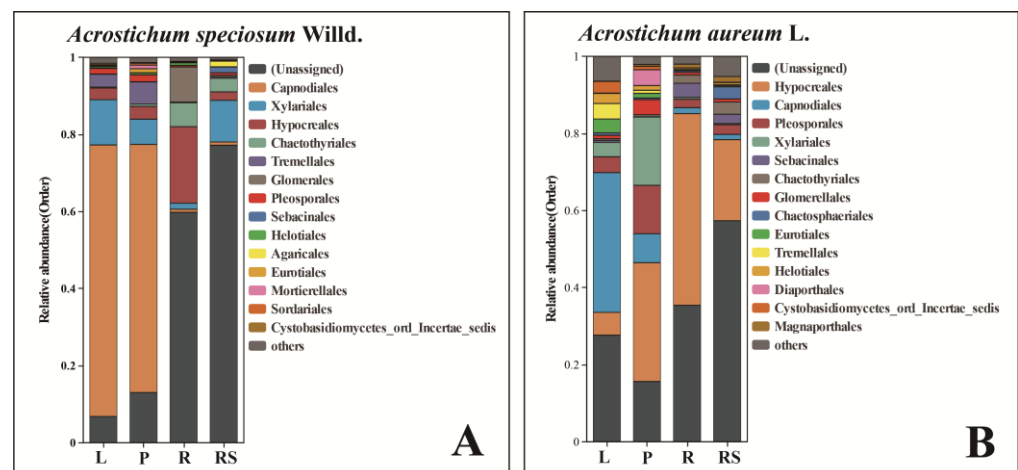 Acrostichum speciosum Willd.
Relative abundance(Order)
1
0.8
0.6
0.4
0.2
0
L P R RS
(Unassigned)
Capnodiales
Xylariales
Hypocreales
Chaetothyriales
Tremellales
Glomerales
Pleosporales
Sebacinales
Helotiales
Agaricales
Eurotiales
Mortierellales
Sordariales
Cystobasidiomycetes_ord_Incertae_sedis
others
A
Acrostichum aureum L.
Relative abundance(Order)
1
0.8
0.6
0.4
0.2
0
L P R RS
(Unassigned)
Hypocreales
Capnodiales
Pleosporales
Xylariales
Sebacinales
Chaetothyriales
Glomerellales
Chaetosphaeriales
Eurotiales
Tremellales
Helotiales
Diaporthales
Cystobasidiomycetes_ord_Incertae_sedis
Magnaporthales
others
B